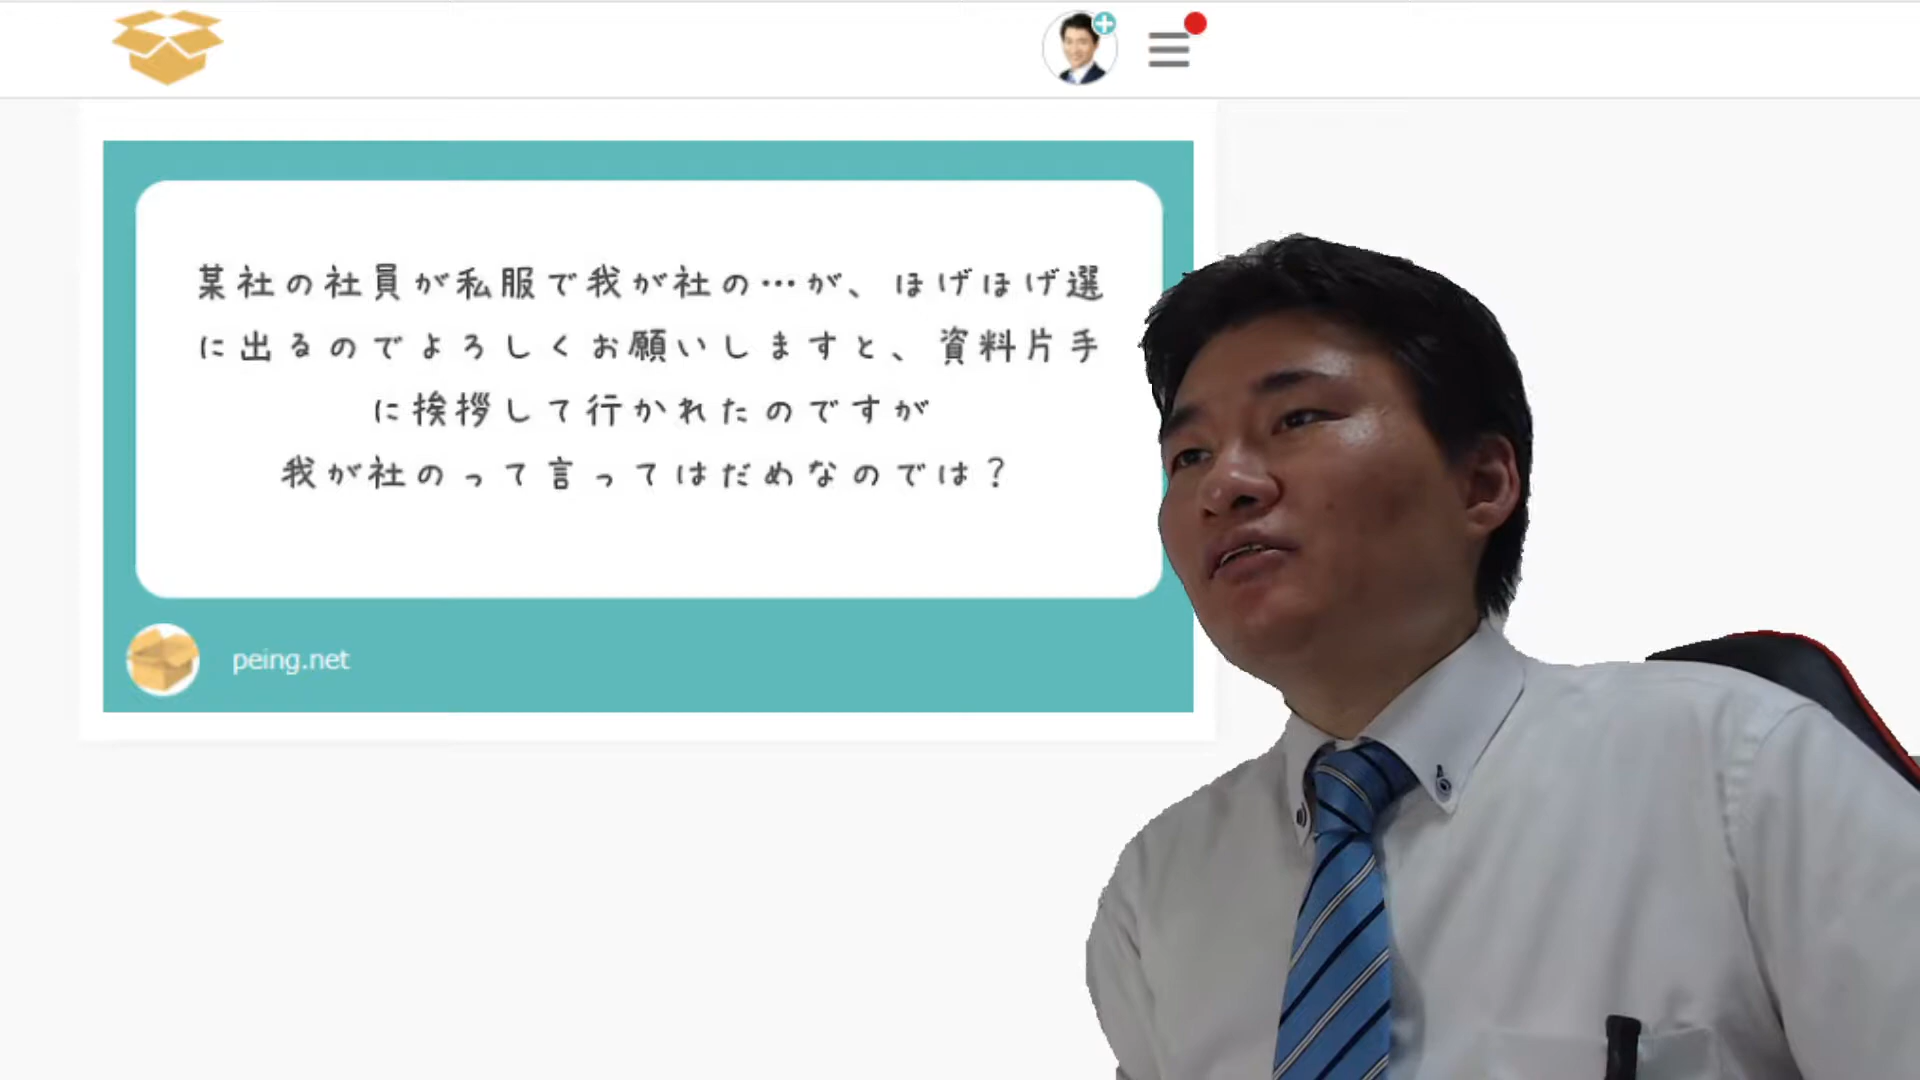 某社の社員が私服で我が社の…が、ほげほげ選
に出るのでよろしくお願いしますと、資料片手
に挨拶して行かれたのですが
我が社のって言ってはだめなのでは？
peing.net